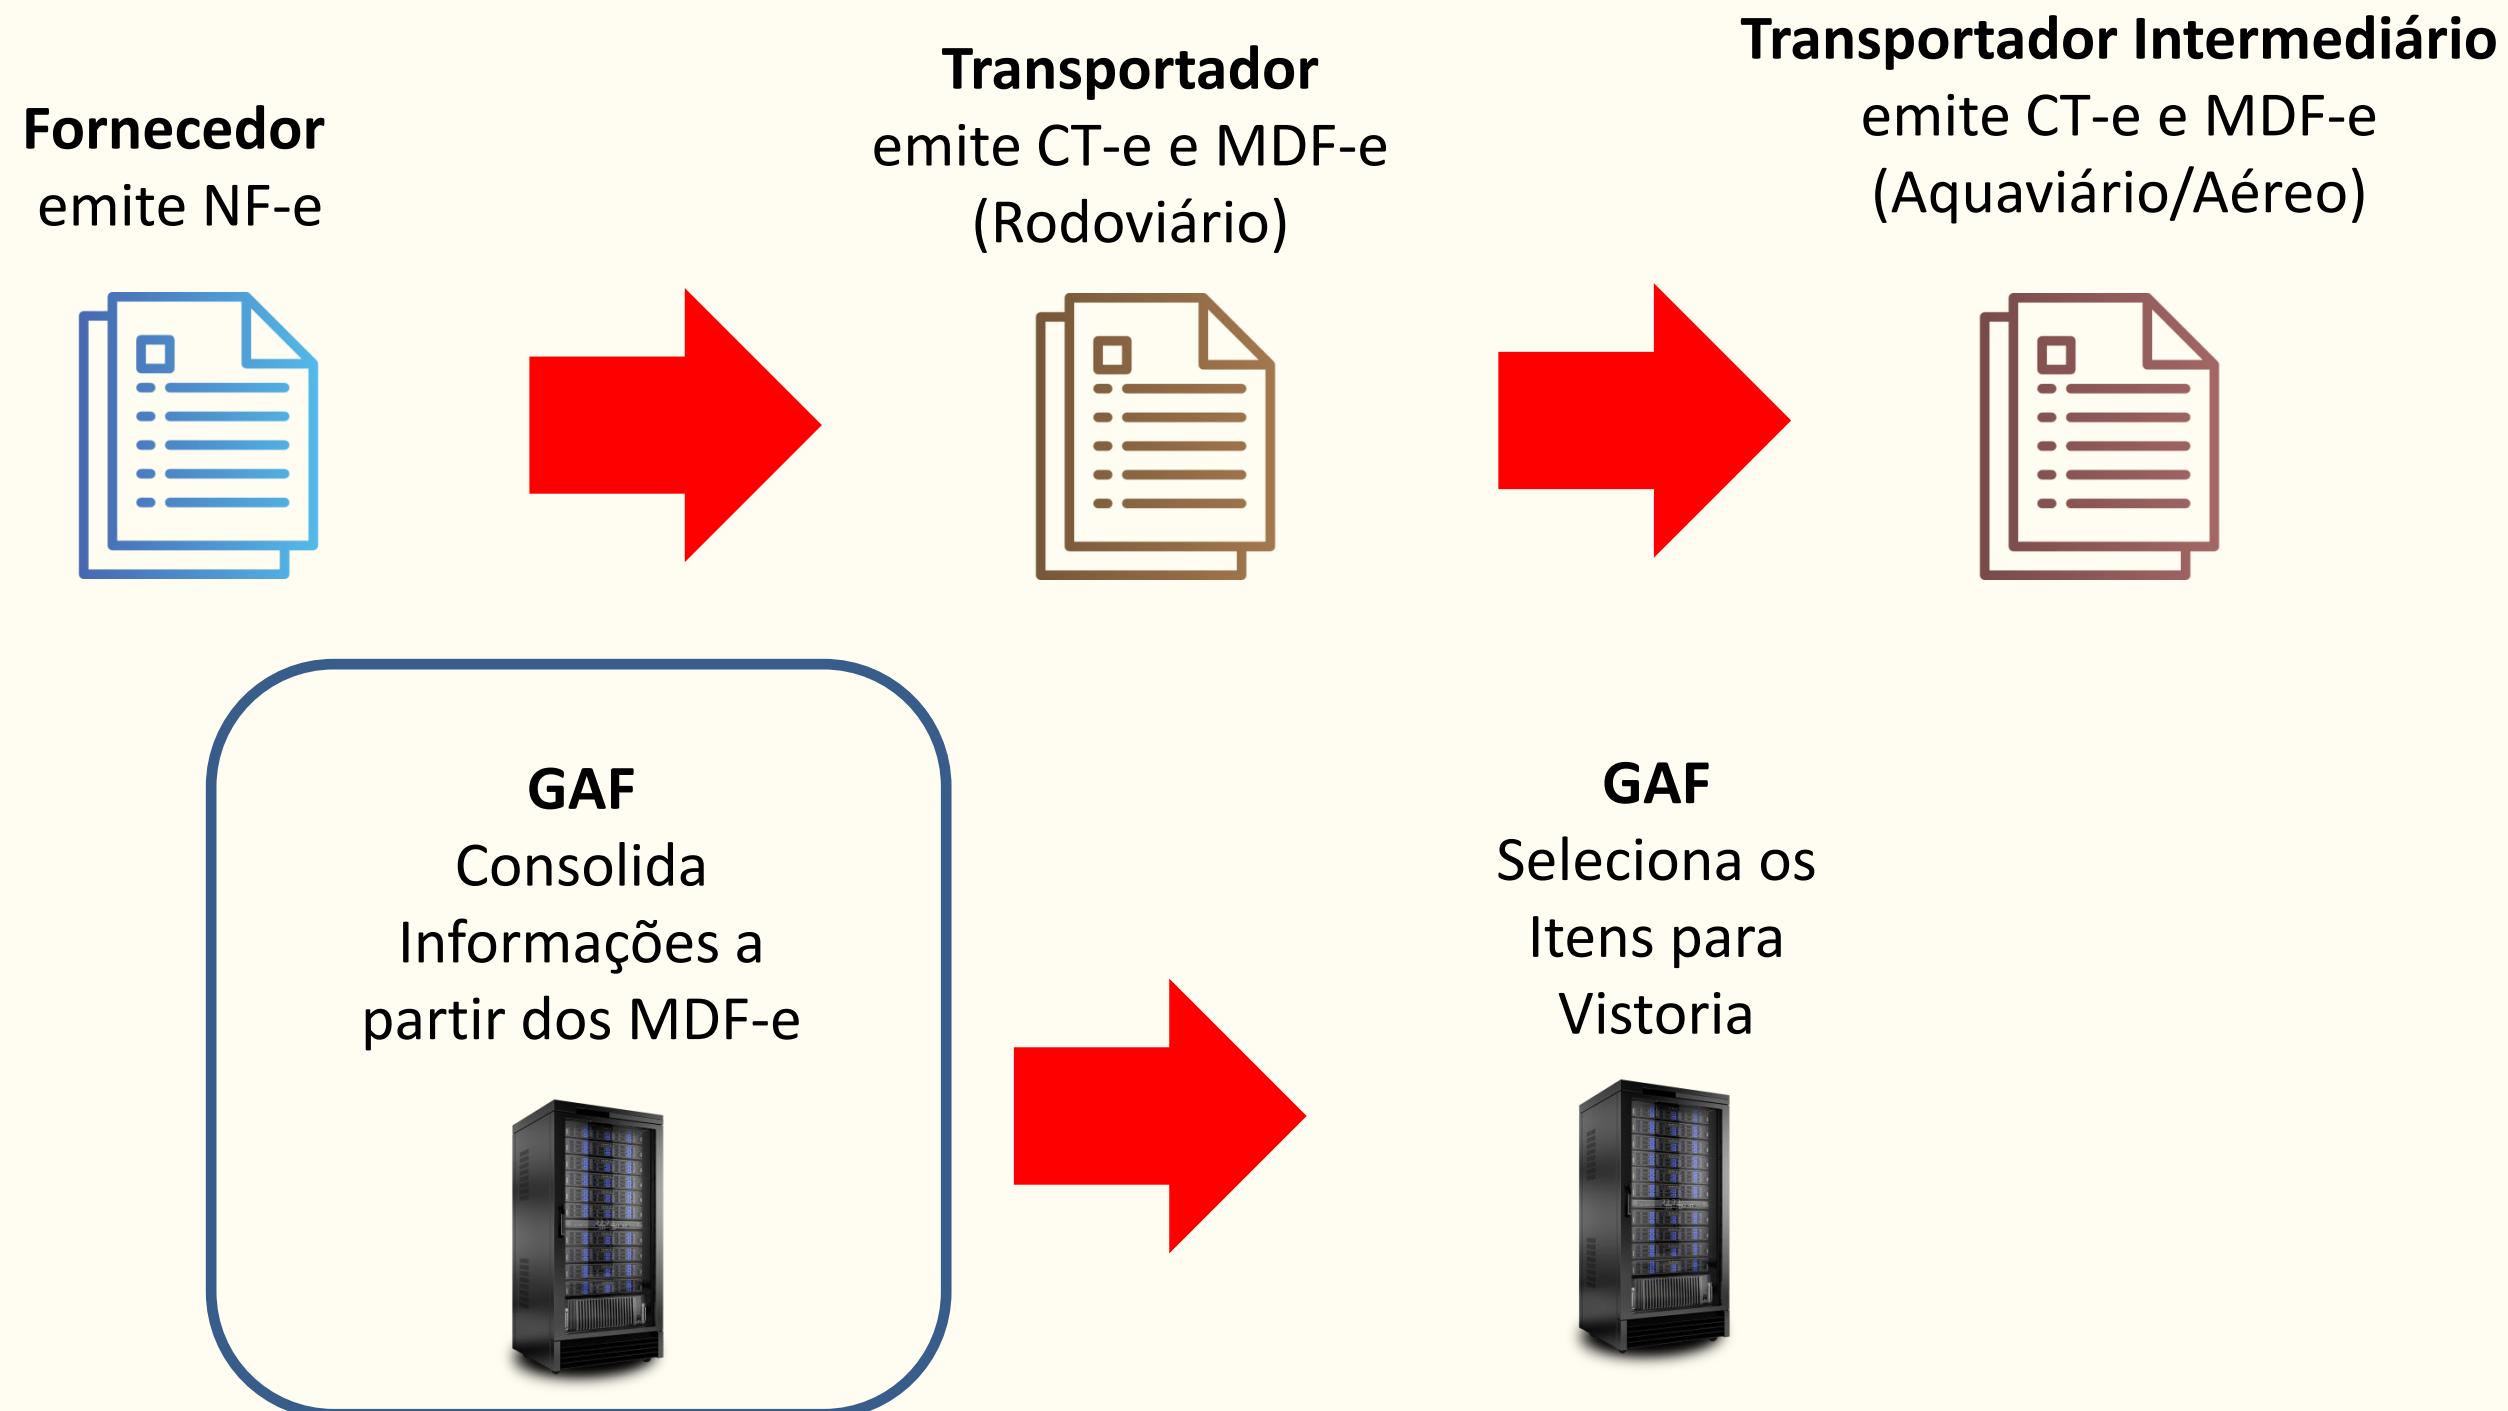 Fornecedor
emite NF-e
Transportador
emite CT-e e MDF-e
(Rodoviário)
Transportador Intermediário
emite CT-e e MDF-e
(Aquaviário/Aéreo)
GAF
Consolida
Informações a
partir dos MDF-e
GAF
Seleciona os
Itens para
Vistoria